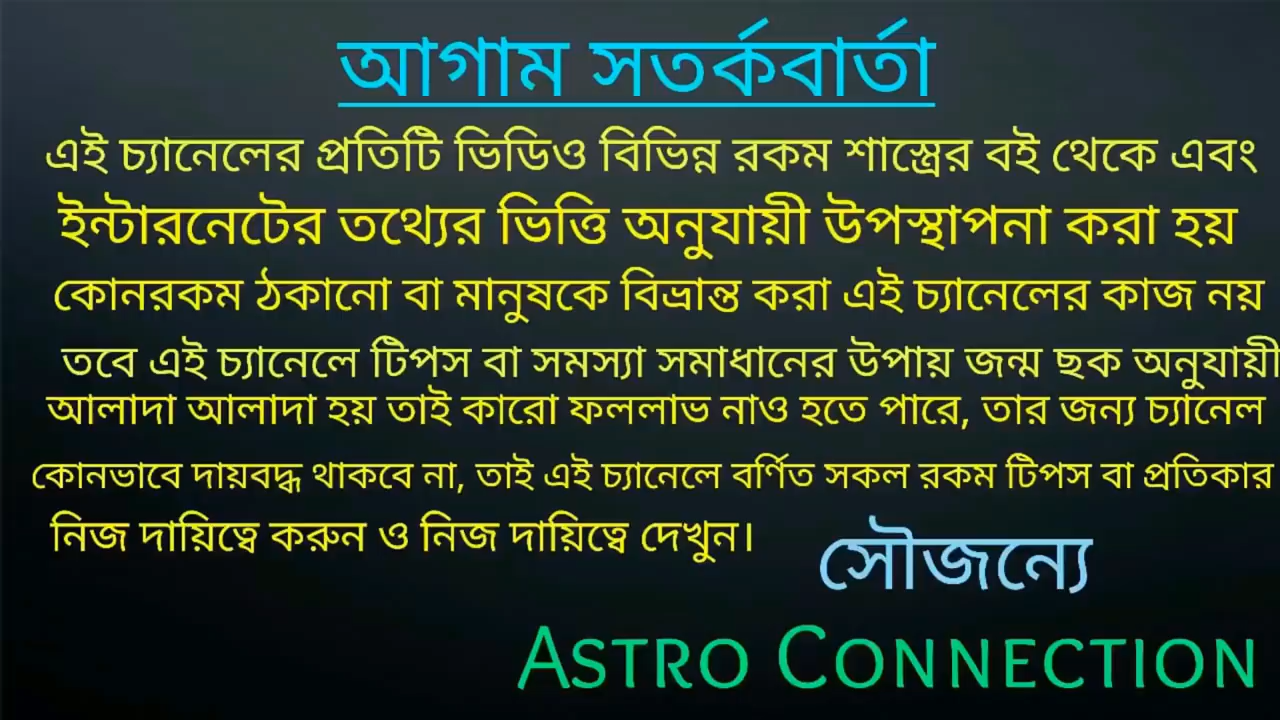 আগাম সতর্কবার্তা
এই চ্যানেলের প্রতিটি ভিডিও বিভিন্ন রকম শাস্ত্রের বই থেকে এবং
ইন্টারনেটের তথ্যের ভিত্তি অনুযায়ী উপস্থাপনা করা হয়
কোনরকম ঠকানো বা মানুষকে বিভ্রান্ত করা এই চ্যানেলের কাজ নয়
তবে এই চ্যানেলে টিপস বা সমস্যা সমাধানের উপায় জন্ম ছক অনুযায়ী
আলাদা আলাদা হয় তাই কারো ফললাভ নাও হতে পারে, তার জন্য চ্যানেল
কোনভাবে দায়বদ্ধ থাকবে না, তাই এই চ্যানেলে বর্ণিত সকল রকম টিপস বা প্রতিকার
নিজ দায়িত্বে করুন ও নিজ দায়িত্বে দেখুন।
সৌজন্যে
ASTRO CONNECTION